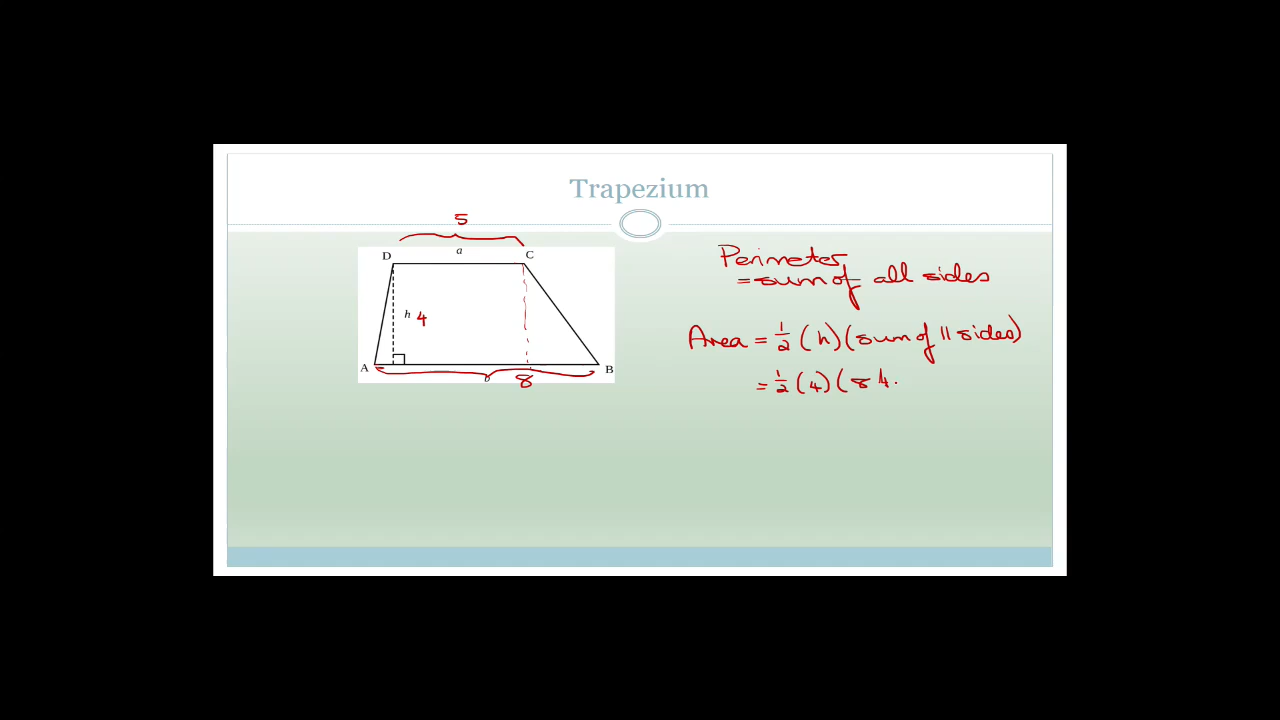 Trapezium
5
D a C
h 4
A b 8 B
Perimeter
= sum of all sides
Area = 1/2 (h)(sum of || sides)
= 1/2 (4)(8